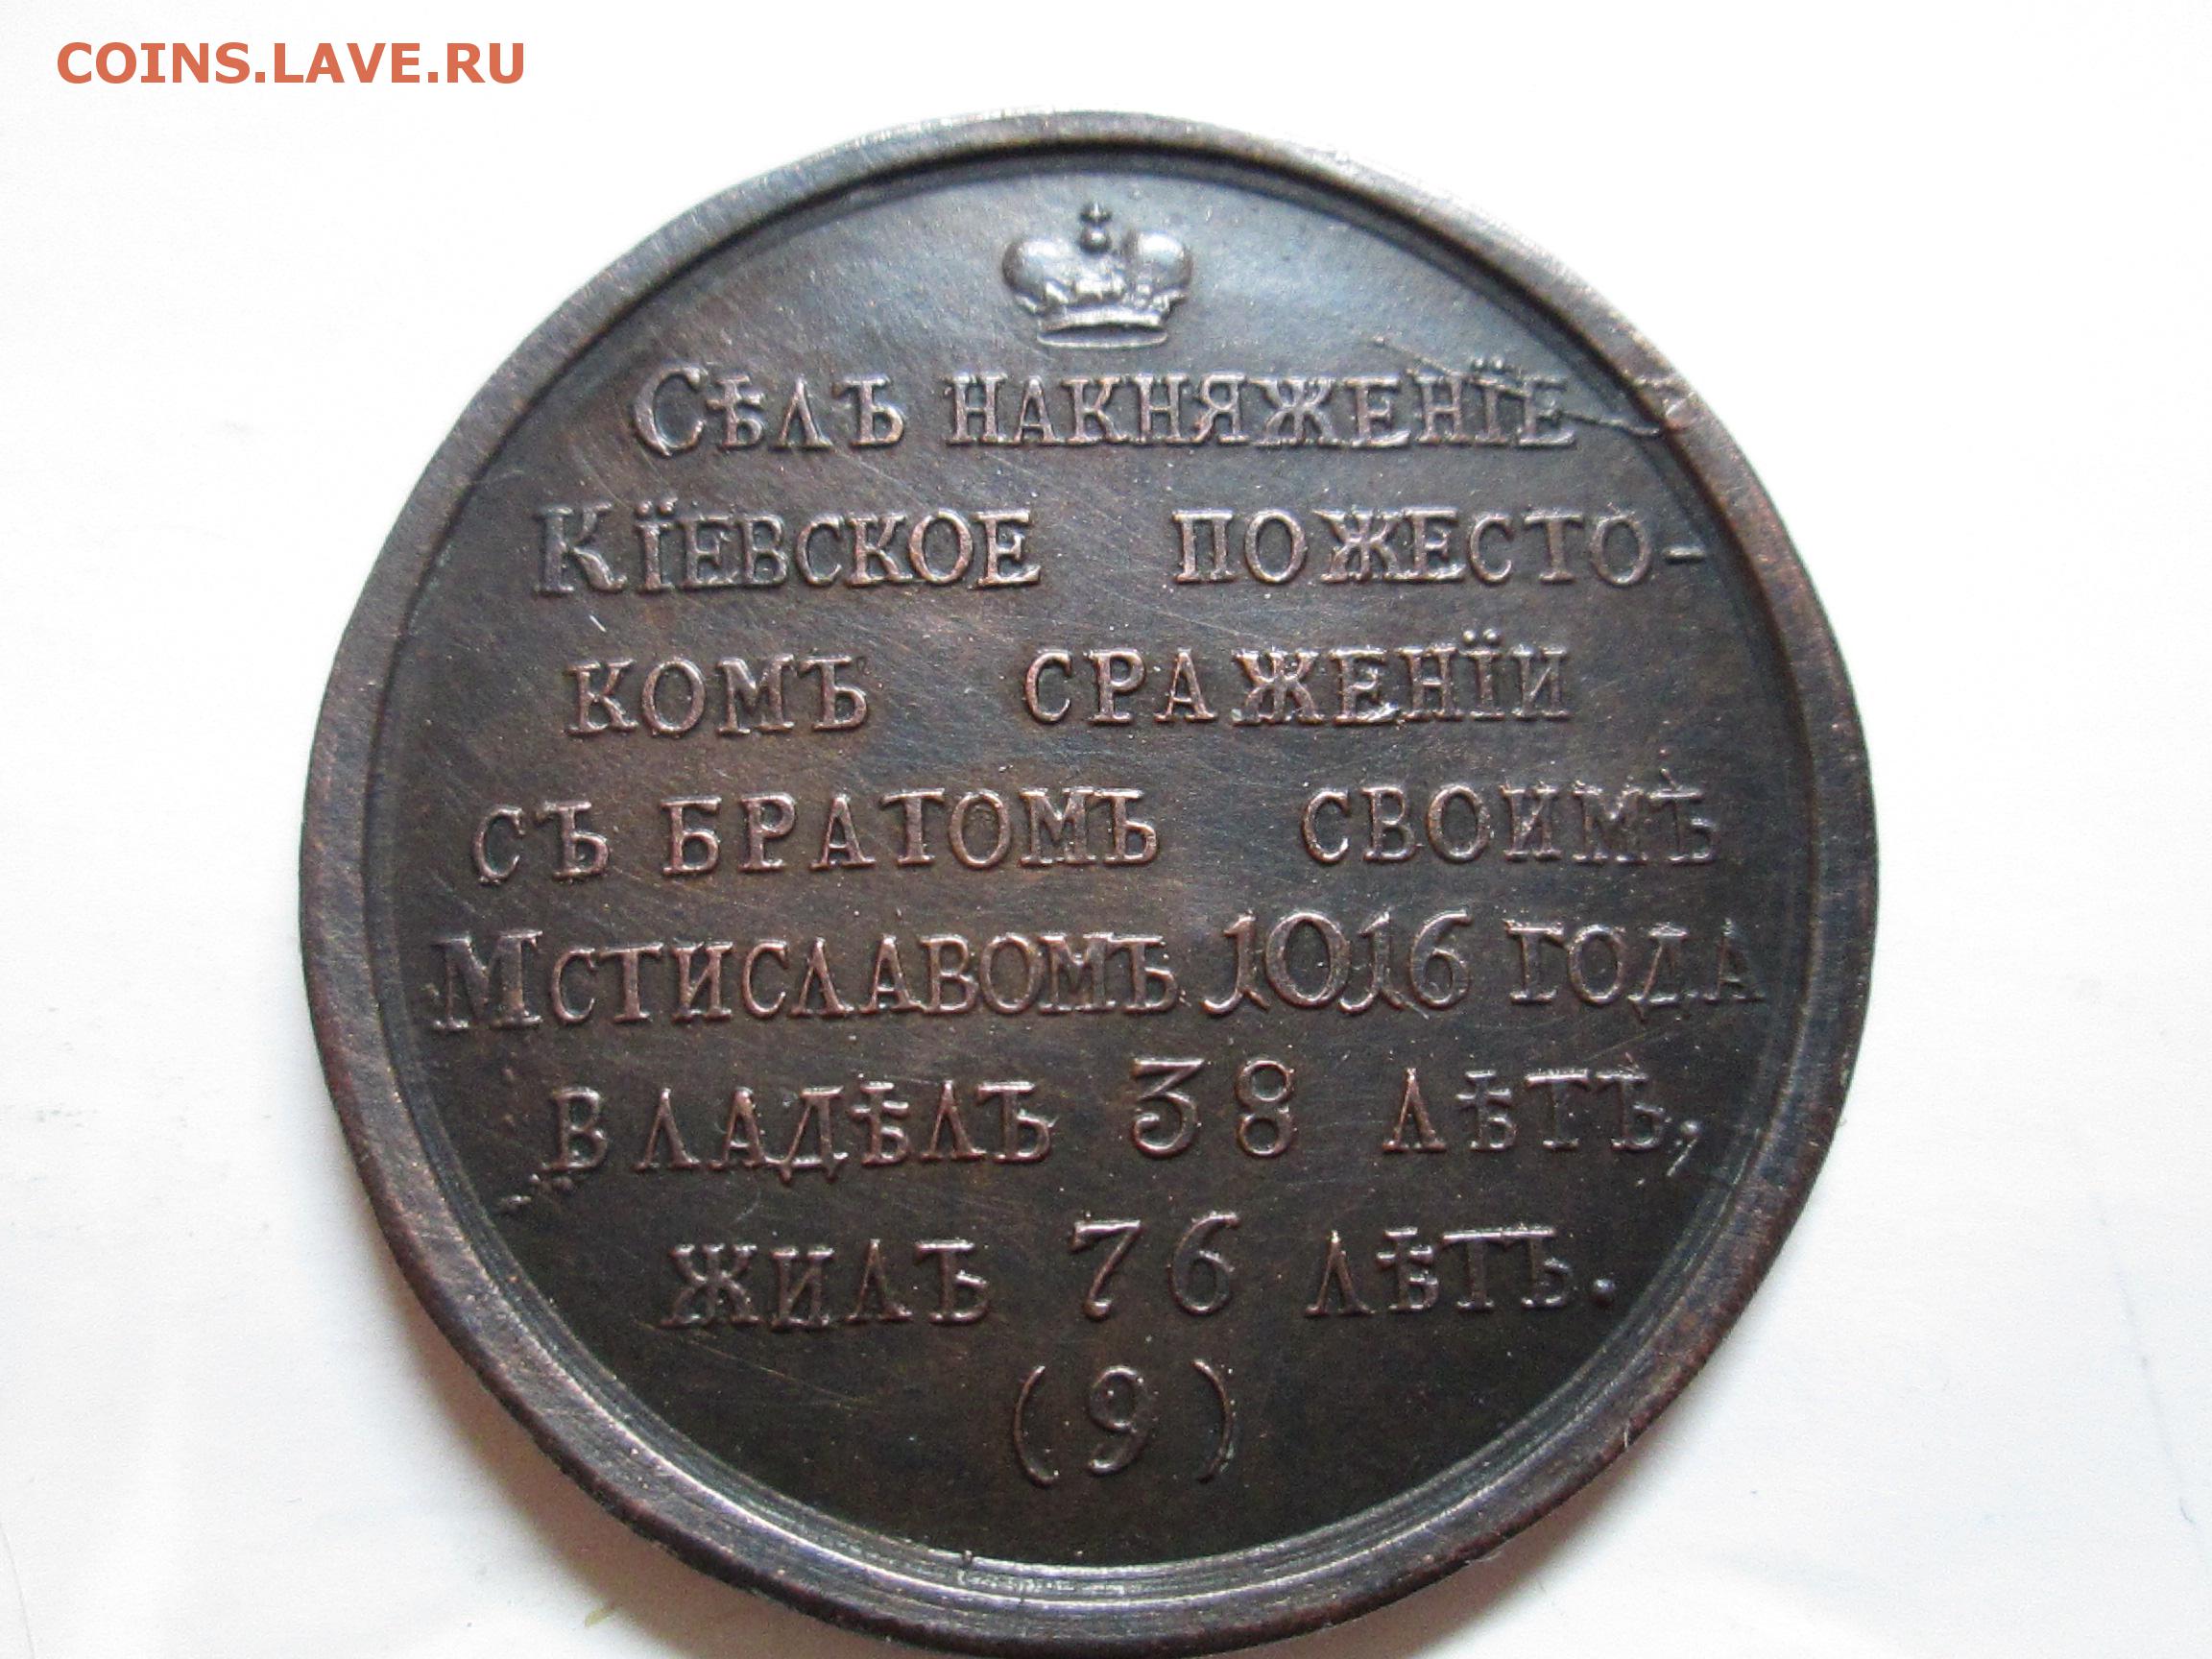 COINS.LAVE.RU
Сѣлъ накняженїе
Кїевское пожесто-
комъ сраженїи
съ братомъ своимъ
Мстиславомъ 1016 года
владѣлъ 38 лѣтъ,
жилъ 76 лѣтъ.
(9)